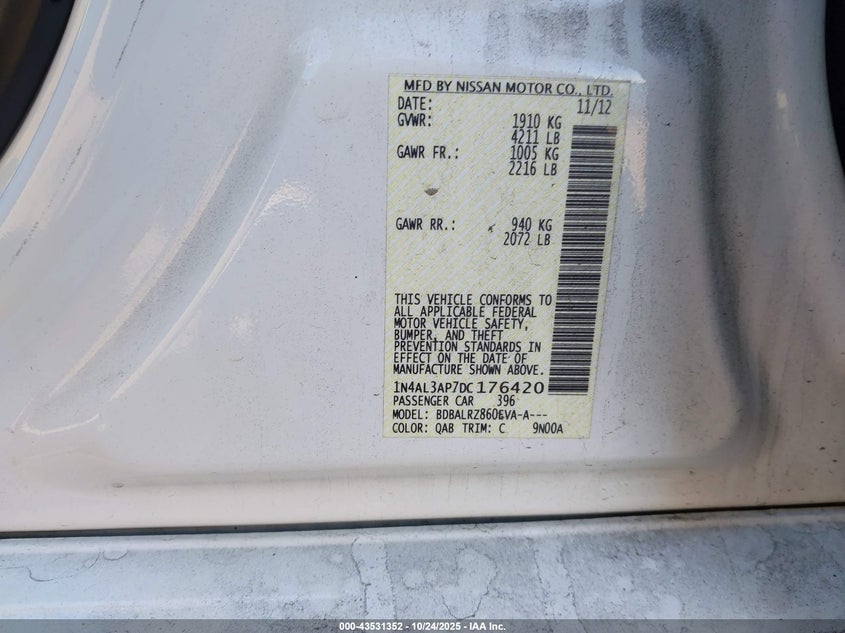 MFD BY NISSAN MOTOR CO., LTD.
DATE: 11/12
GVWR: 1910 KG
4211 LB
GAWR FR.: 1005 KG
2216 LB
GAWR RR.: 940 KG
2072 LB
THIS VEHICLE CONFORMS TO
ALL APPLICABLE FEDERAL
MOTOR VEHICLE SAFETY,
BUMPER, AND THEFT
PREVENTION STANDARDS IN
EFFECT ON THE DATE OF
MANUFACTURE SHOWN ABOVE.
1N4AL3AP7DC176420
PASSENGER CAR 396
MODEL: BDBALRZ860EVA-A---
COLOR: QAB TRIM: C 9N00A
000-43531352 - 10/24/2025 - IAA Inc.